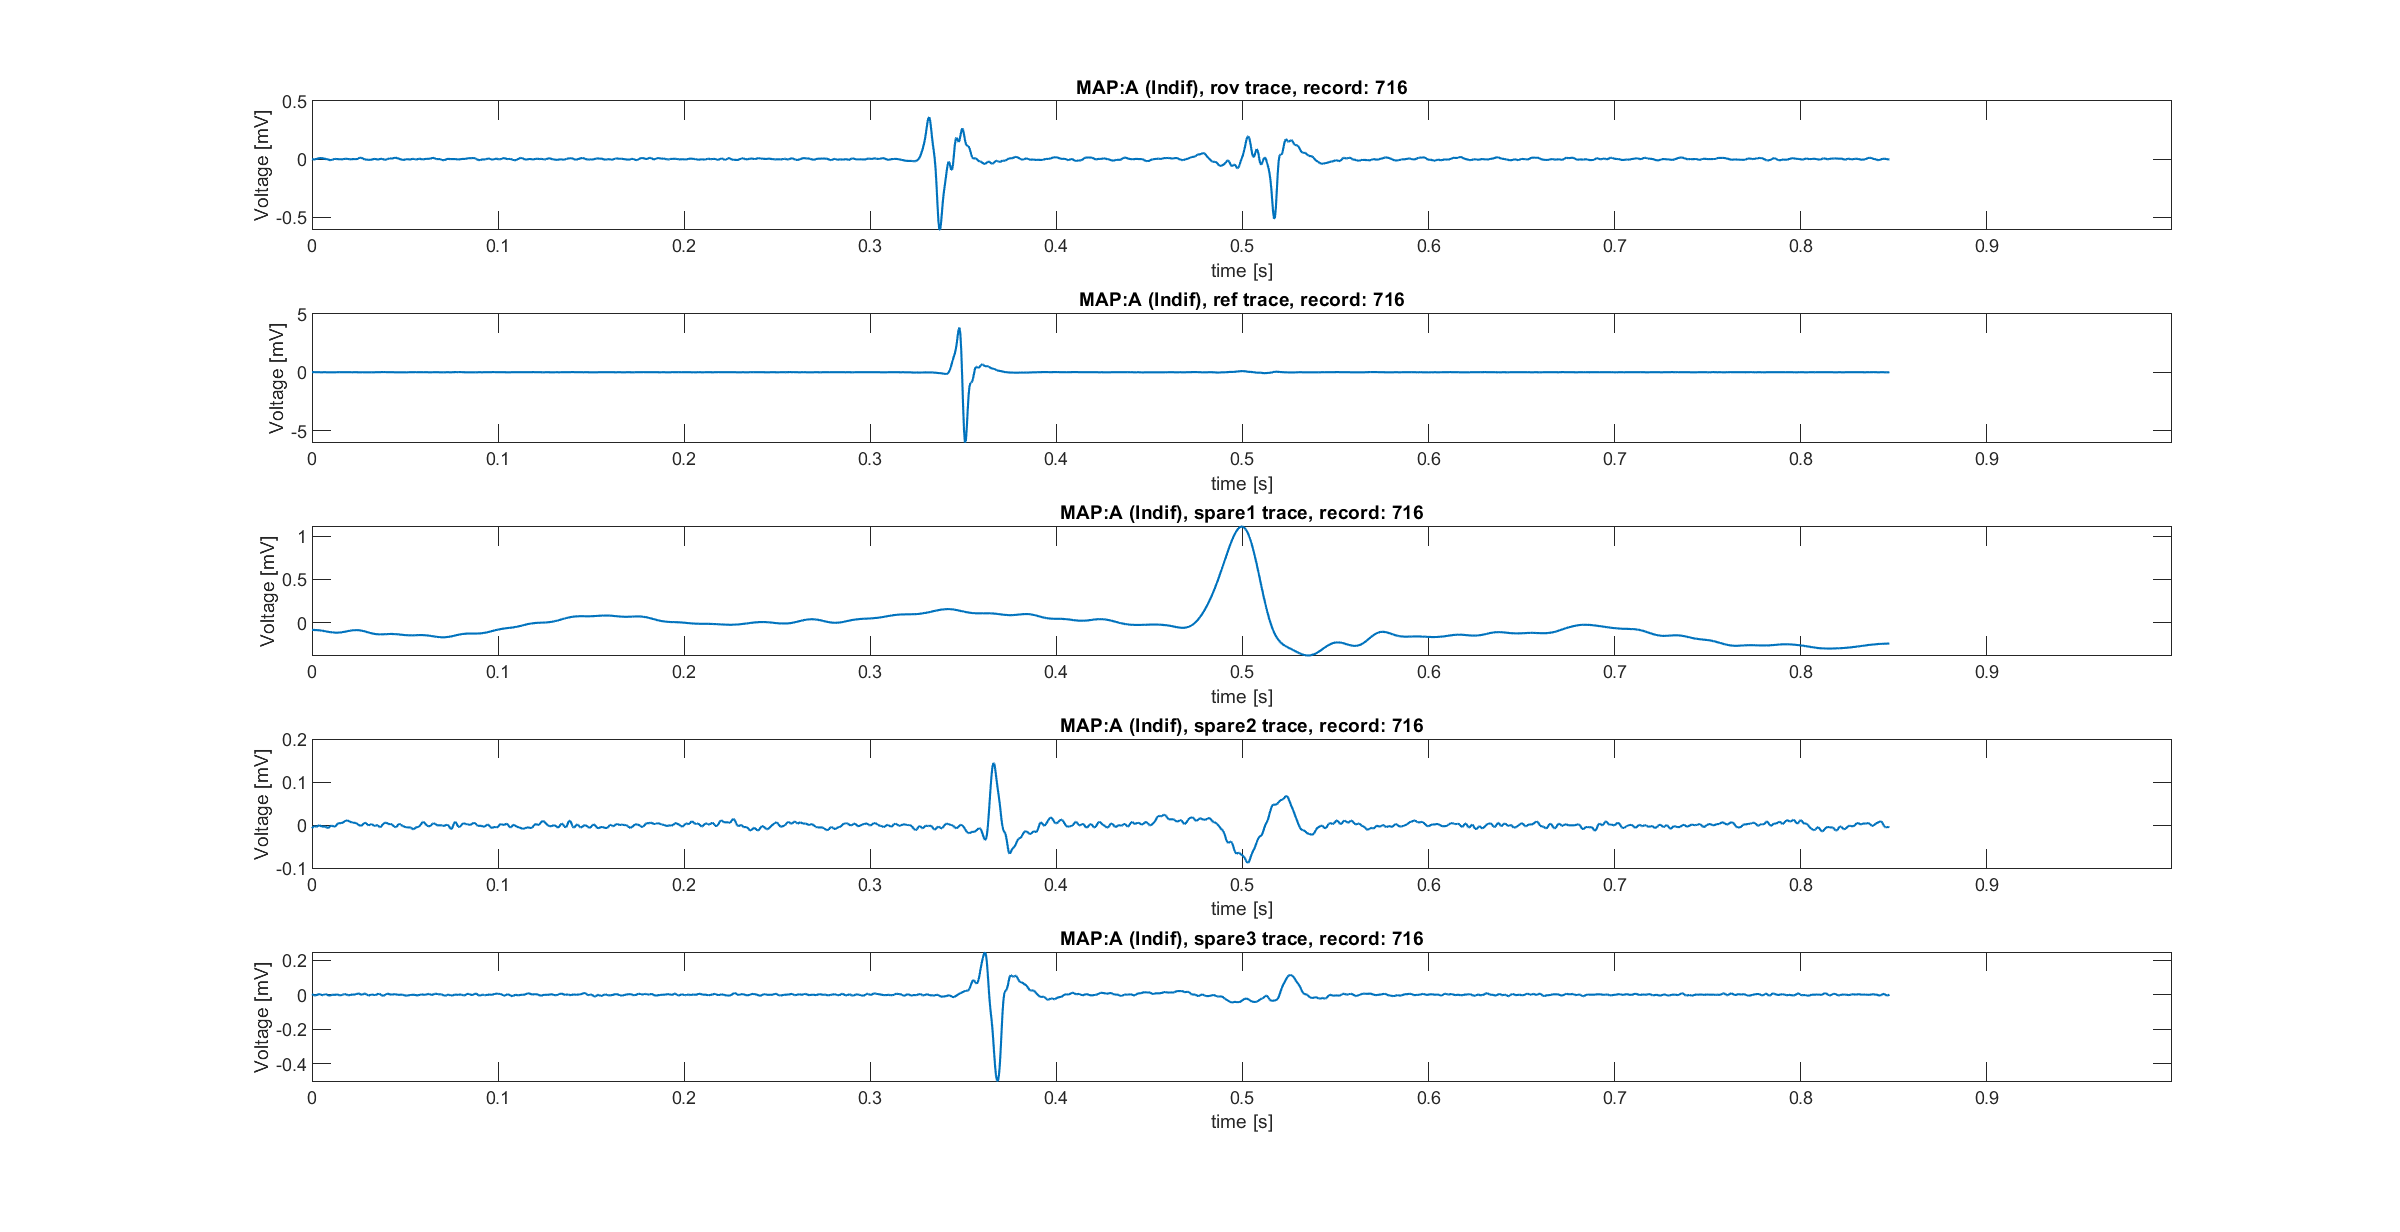 MAP:A (Indif), rov trace, record: 716
Voltage [mV]
0.5
0
-0.5
0 0.1 0.2 0.3 0.4 0.5 0.6 0.7 0.8 0.9
time [s]
MAP:A (Indif), ref trace, record: 716
Voltage [mV]
5
0
-5
0 0.1 0.2 0.3 0.4 0.5 0.6 0.7 0.8 0.9
time [s]
MAP:A (Indif), spare1 trace, record: 716
Voltage [mV]
1
0.5
0
0 0.1 0.2 0.3 0.4 0.5 0.6 0.7 0.8 0.9
time [s]
MAP:A (Indif), spare2 trace, record: 716
Voltage [mV]
0.2
0.1
0
-0.1
0 0.1 0.2 0.3 0.4 0.5 0.6 0.7 0.8 0.9
time [s]
MAP:A (Indif), spare3 trace, record: 716
Voltage [mV]
0.2
0
-0.2
-0.4
0 0.1 0.2 0.3 0.4 0.5 0.6 0.7 0.8 0.9
time [s]